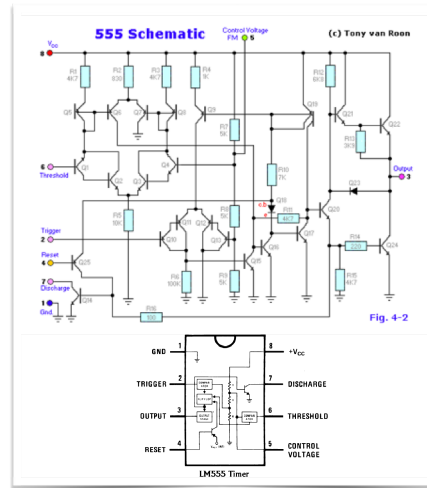 555 Schematic
Control Voltage
FM
5
(c) Tony van Roon
Vcc
8
R1
4K7
Ri2
830
Ri3
4K7
Ri4
1K
R12
6K8
Q5
Q6
Q7
Q8
Q9
Q19
Q21
Q22
R7
5K
R13
3K9
R10
7K
6
Threshold
Q1
Q2
Q3
Q4
Output
3
Q23
Q18
c,b
e
R11
4K7
Q20
R5
10K
R8
5K
Q11
Q12
Trigger
2
Q10
Q13
R14
220
Q24
Q16
Q17
Reset
4
Q25
Q15
R6
100K
R9
5K
R15
4K7
7
Discharge
Q14
1
Gnd
R16
100
Fig. 4-2
GND
1
8
+VCC
TRIGGER
2
7
DISCHARGE
OUTPUT
3
6
THRESHOLD
RESET
4
5
CONTROL
VOLTAGE
LM555 Timer